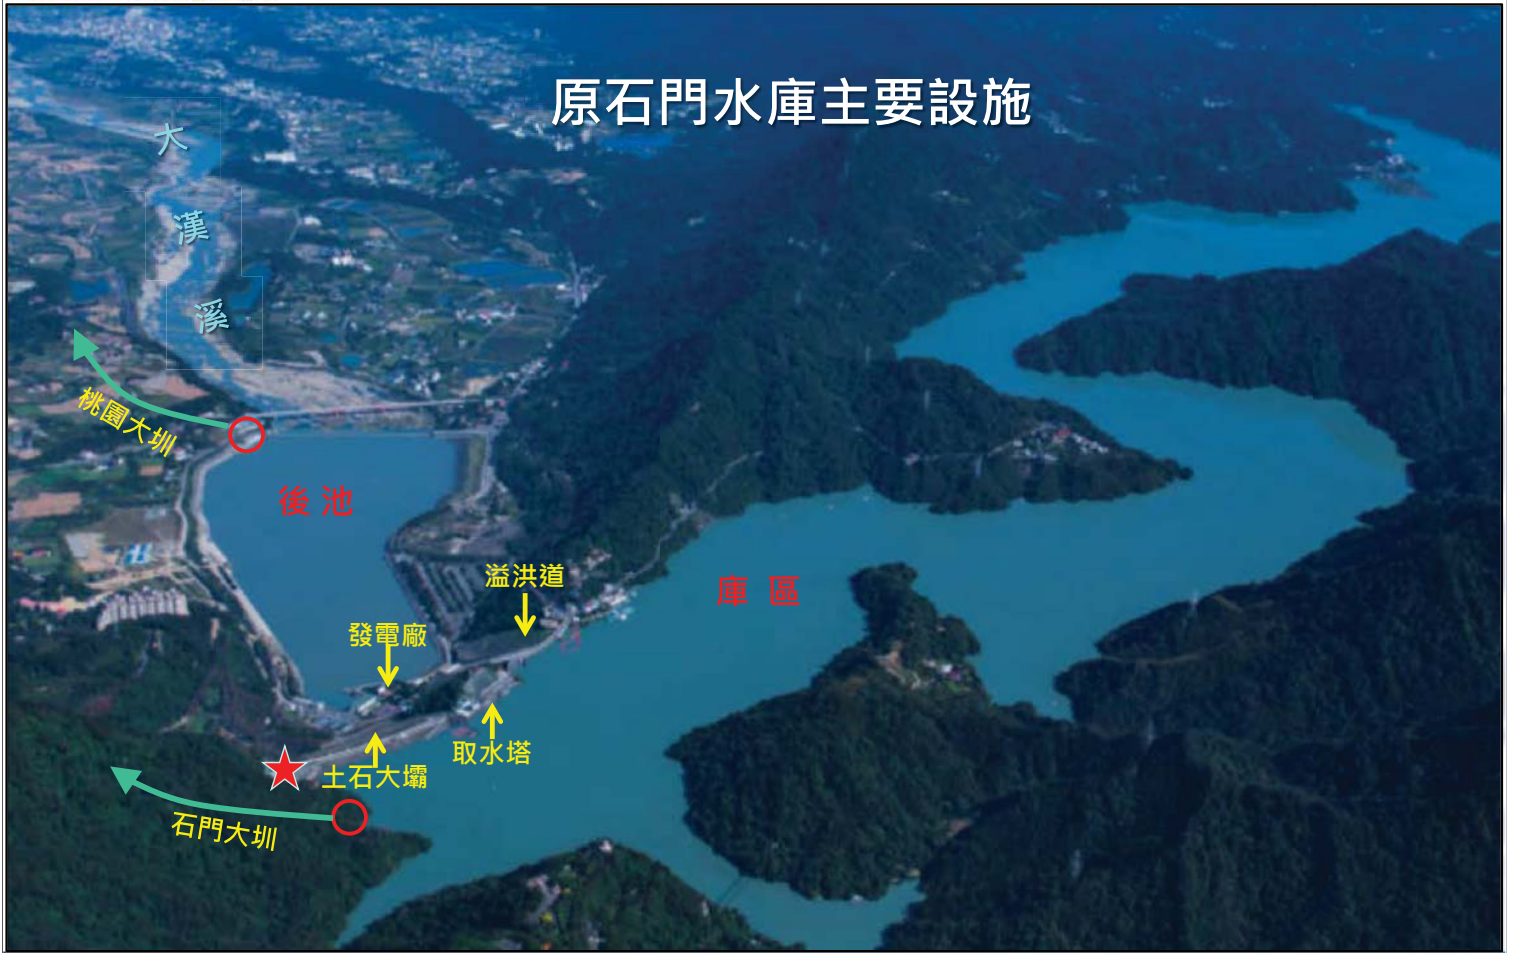 原石門水庫主要設施
大
漢
溪
桃園大圳
後池
溢洪道
庫區
發電廠
取水塔
土石大壩
石門大圳